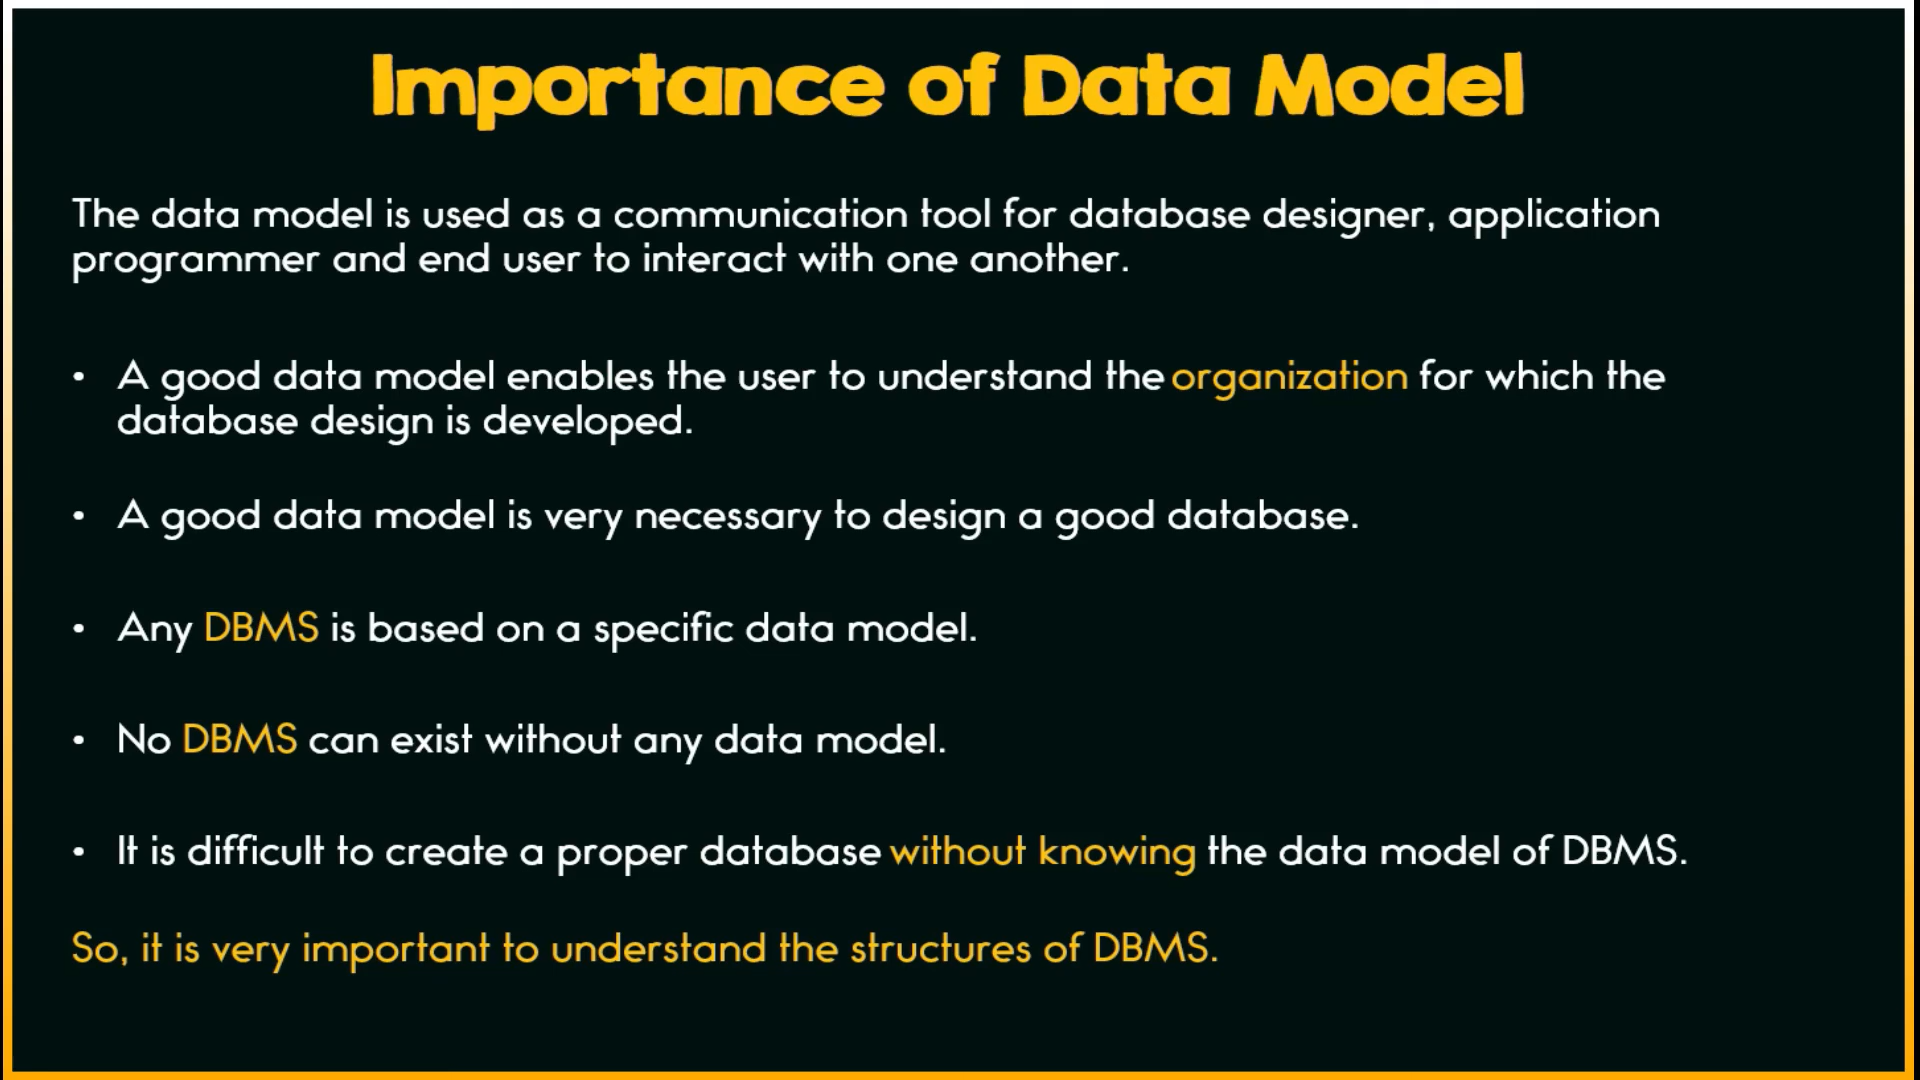 Importance of Data Model
The data model is used as a communication tool for database designer, application
programmer and end user to interact with one another.
• A good data model enables the user to understand the organization for which the
database design is developed.
• A good data model is very necessary to design a good database.
• Any DBMS is based on a specific data model.
• No DBMS can exist without any data model.
• It is difficult to create a proper database without knowing the data model of DBMS.
So, it is very important to understand the structures of DBMS.